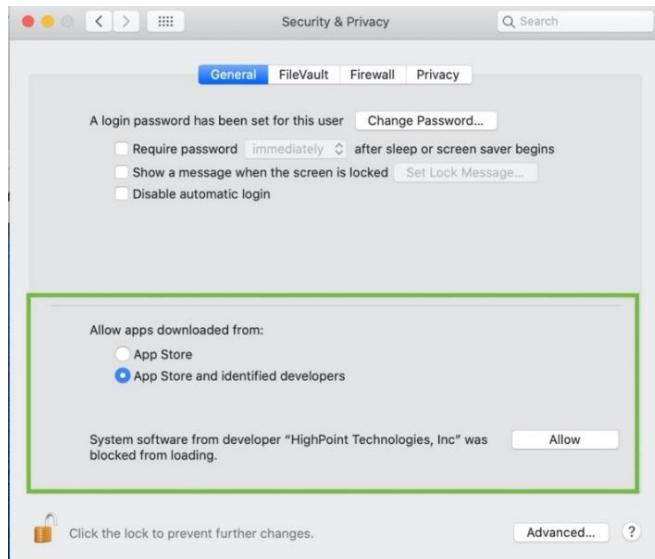 Security & Privacy
Search
General FileVault Firewall Privacy
A login password has been set for this user Change Password...
Require password immediately after sleep or screen saver begins
Show a message when the screen is locked Set Lock Message...
Disable automatic login
Allow apps downloaded from:
App Store
App Store and identified developers
System software from developer “HighPoint Technologies, Inc” was Allow
blocked from loading.
Click the lock to prevent further changes. Advanced... ?